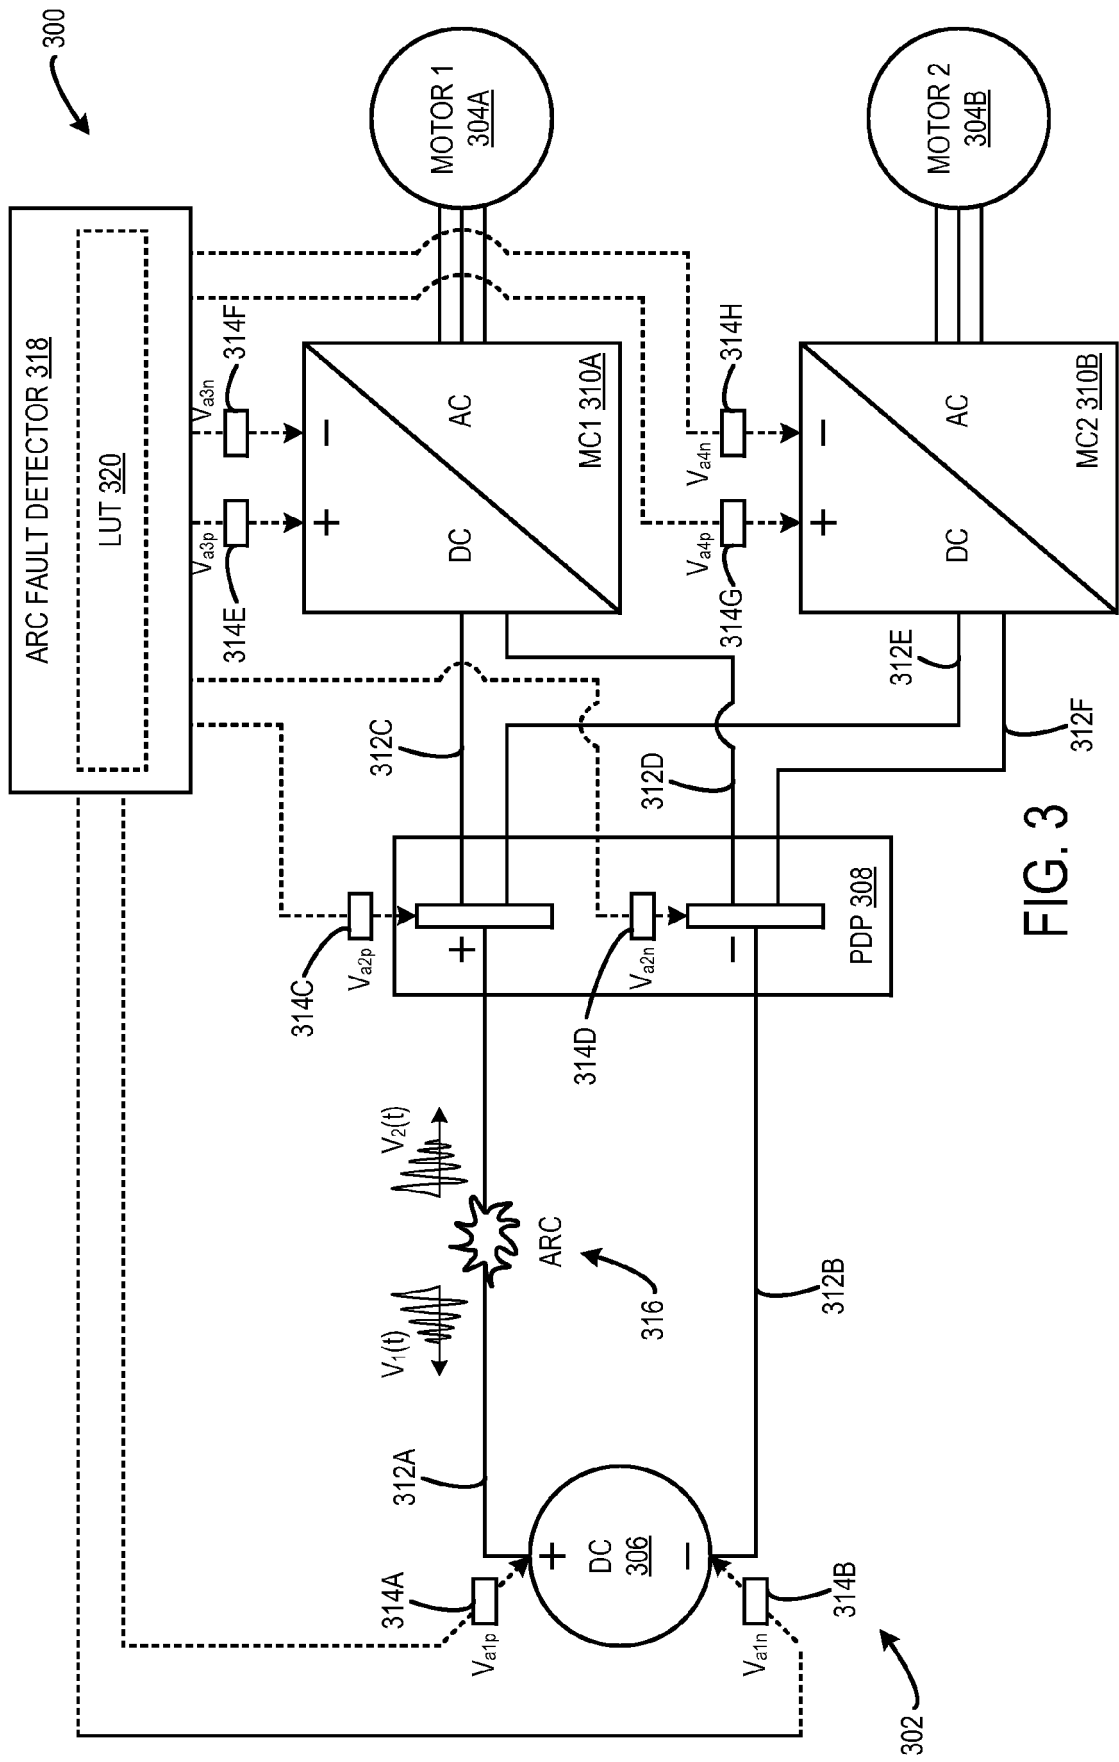 300
ARC FAULT DETECTOR 318
LUT 320
MOTOR 1
304A
MOTOR 2
304B
Va3n
314F
Va3p
314E
314H
Va4n
Va4p
314G
AC
DC
+
−
MC1 310A
AC
DC
+
−
MC2 310B
312C
312D
312E
312F
314C
Va2p
314D
Va2n
+
−
PDP 308
V1(t)
V2(t)
ARC
316
312A
312B
314A
Va1p
DC
306
+
−
Va1n
314B
302
FIG. 3